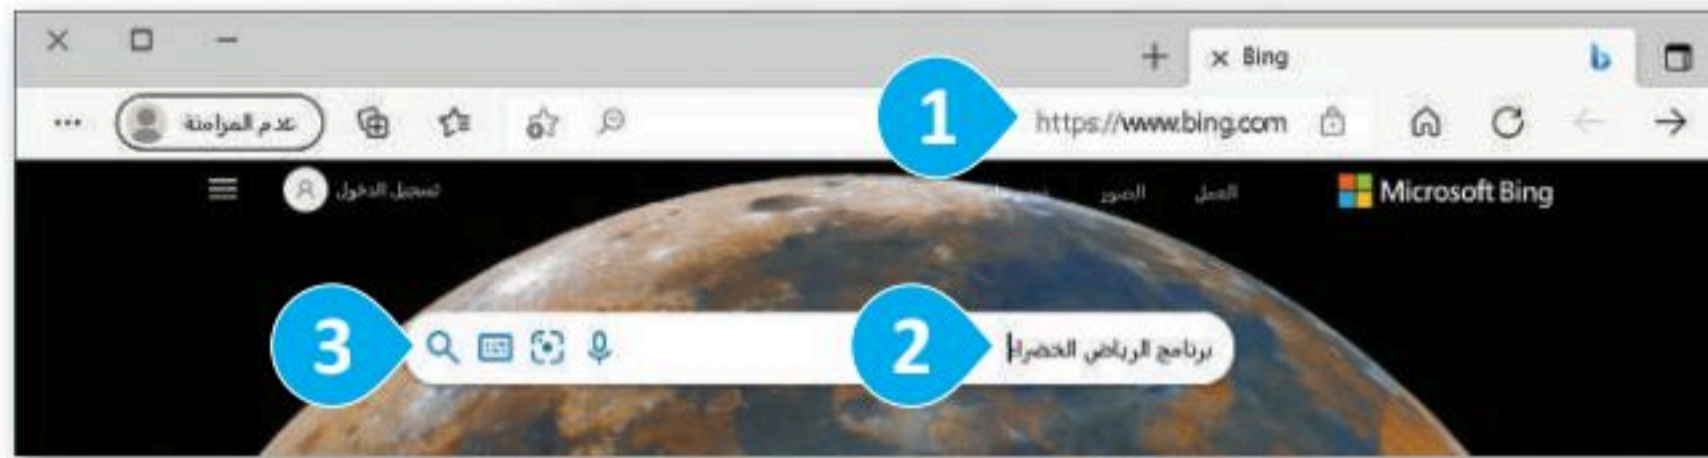 Bing
1
https://www.bing.com
عدم المزامنة
Microsoft Bing
العمل
الصور
تسجيل الدخول
برنامج الرياض الخضراء
2
3